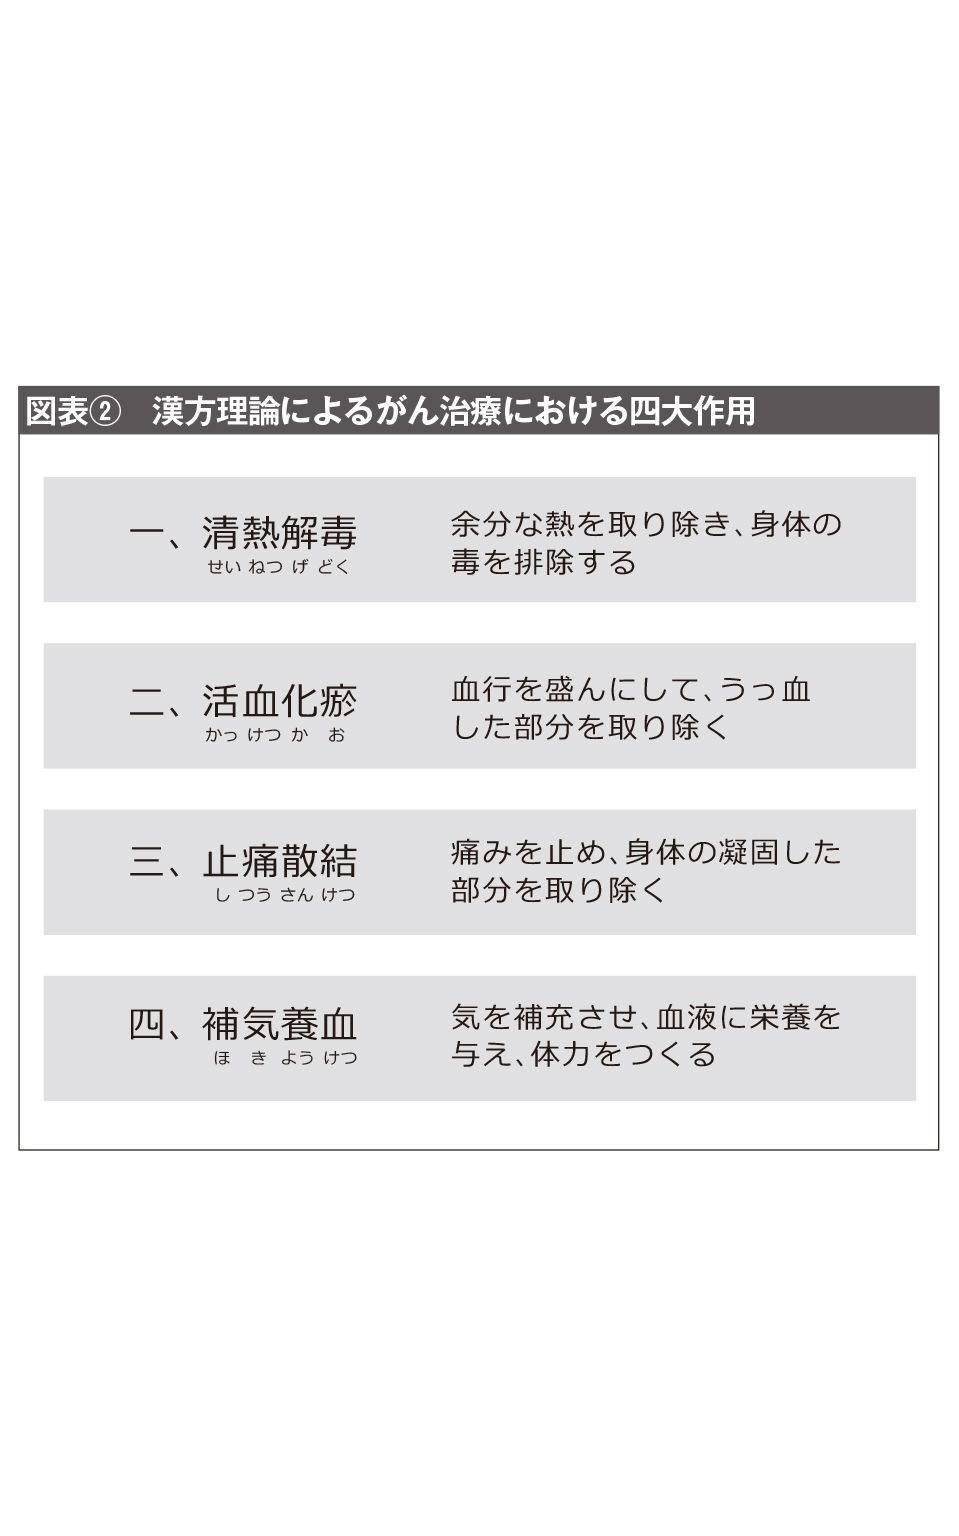 図表② 漢方理論によるがん治療における四大作用
一、清熱解毒
せい ねつ げ どく
余分な熱を取り除き、身体の
毒を排除する
二、活血化瘀
かっ けつ か お
血行を盛んにして、うっ血
した部分を取り除く
三、止痛散結
し つう さん けつ
痛みを止め、身体の凝固した
部分を取り除く
四、補気養血
ほ き よう けつ
気を補充させ、血液に栄養を
与え、体力をつくる